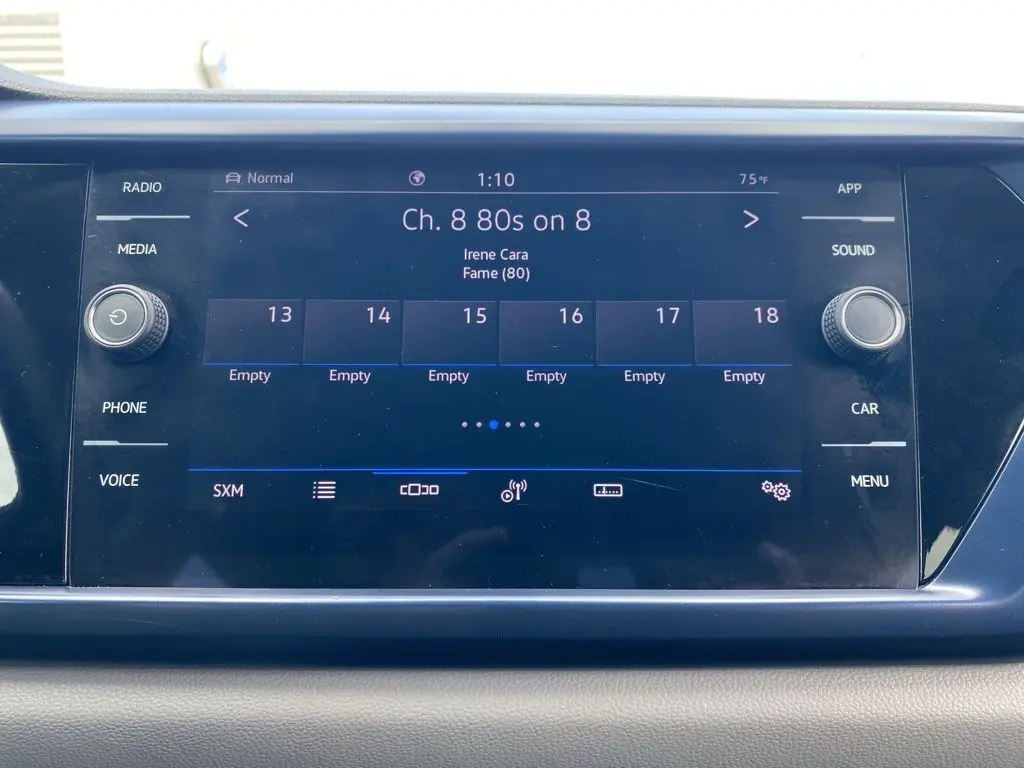 RADIO
MEDIA
PHONE
VOICE
Normal 1:10 75°F
< Ch. 8 80s on 8 >
Irene Cara
Fame (80)
13 14 15 16 17 18
Empty Empty Empty Empty Empty Empty
SXM
APP
SOUND
CAR
MENU